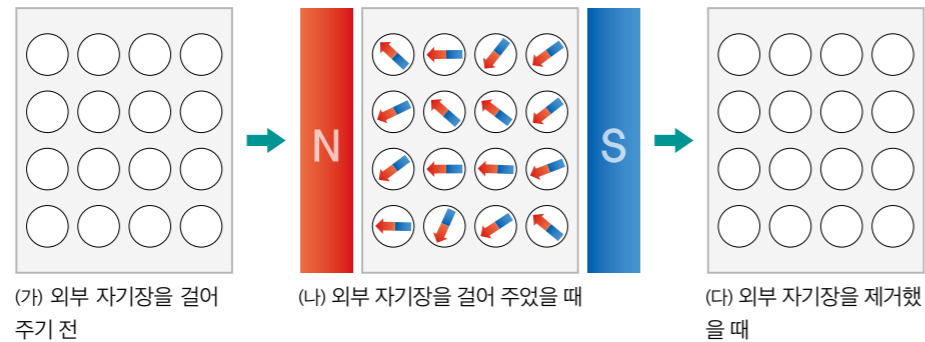 N
S
(가) 외부 자기장을 걸어
주기 전
(나) 외부 자기장을 걸어 주었을 때
(다) 외부 자기장을 제거했
을 때